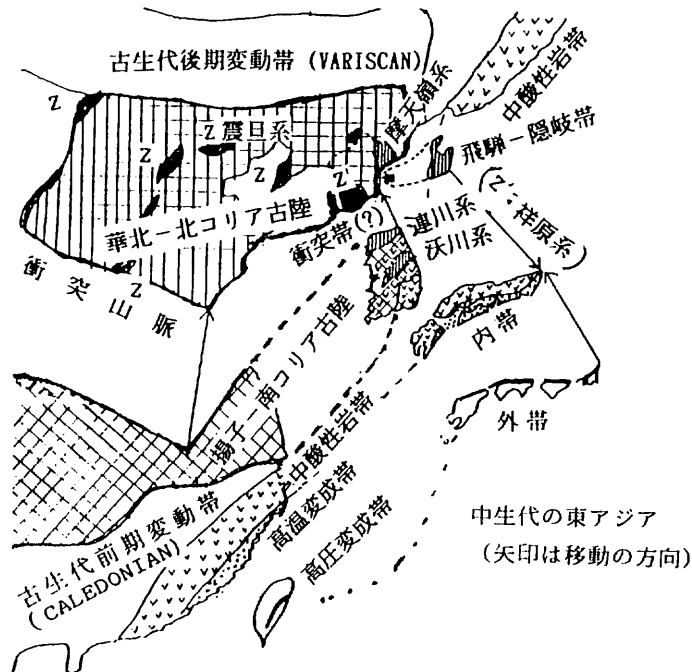 古生代後期変動帯(VARISCAN)
中酸性岩帯
摩天嶺系
Z
Z震旦系
飛騨-隠岐帯
Z
Z
Z
華北-北コリア古陸
衝突帯(?)
連川系
沃川系
(Z:祥原系)
衝突山脈
Z
内帯
揚子-南コリア古陸
外帯
中酸性岩帯
高温変成帯
高圧変成帯
古生代前期変動帯
(CALEDONIAN)
中生代の東アジア
(矢印は移動の方向)